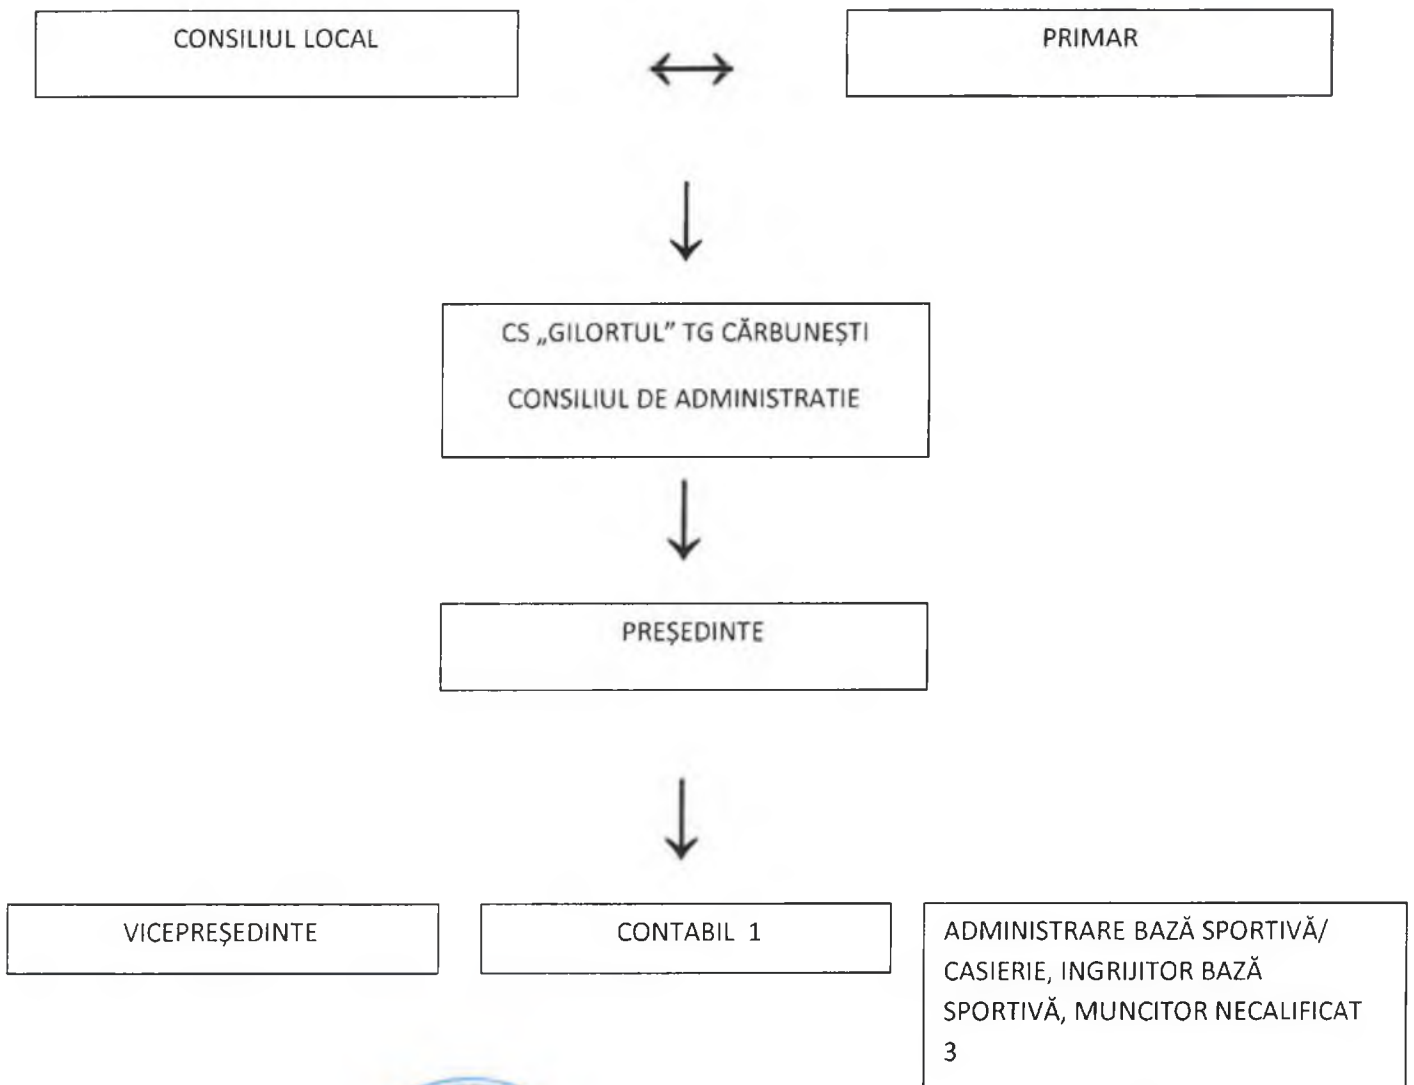 CONSILIUL LOCAL
PRIMAR
CS „GILORTUL” TG CĂRBUNEȘTI
CONSILIUL DE ADMINISTRATIE
PREȘEDINTE
VICEPREȘEDINTE
CONTABIL 1
ADMINISTRARE BAZĂ SPORTIVĂ/
CASIERIE, INGRIJITOR BAZĂ
SPORTIVĂ, MUNCITOR NECALIFICAT
3